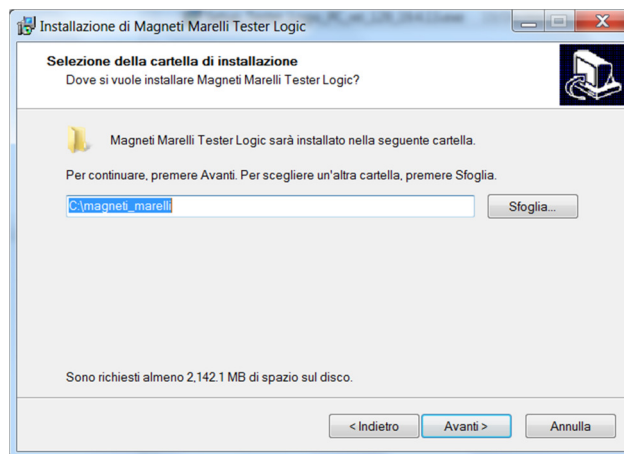 Installazione di Magneti Marelli Tester Logic
Selezione della cartella di installazione
Dove si vuole installare Magneti Marelli Tester Logic?
Magneti Marelli Tester Logic sarà installato nella seguente cartella.
Per continuare, premere Avanti. Per scegliere un'altra cartella, premere Sfoglia.
C:\magneti_marelli
Sfoglia...
Sono richiesti almeno 2,142.1 MB di spazio sul disco.
< Indietro
Avanti >
Annulla